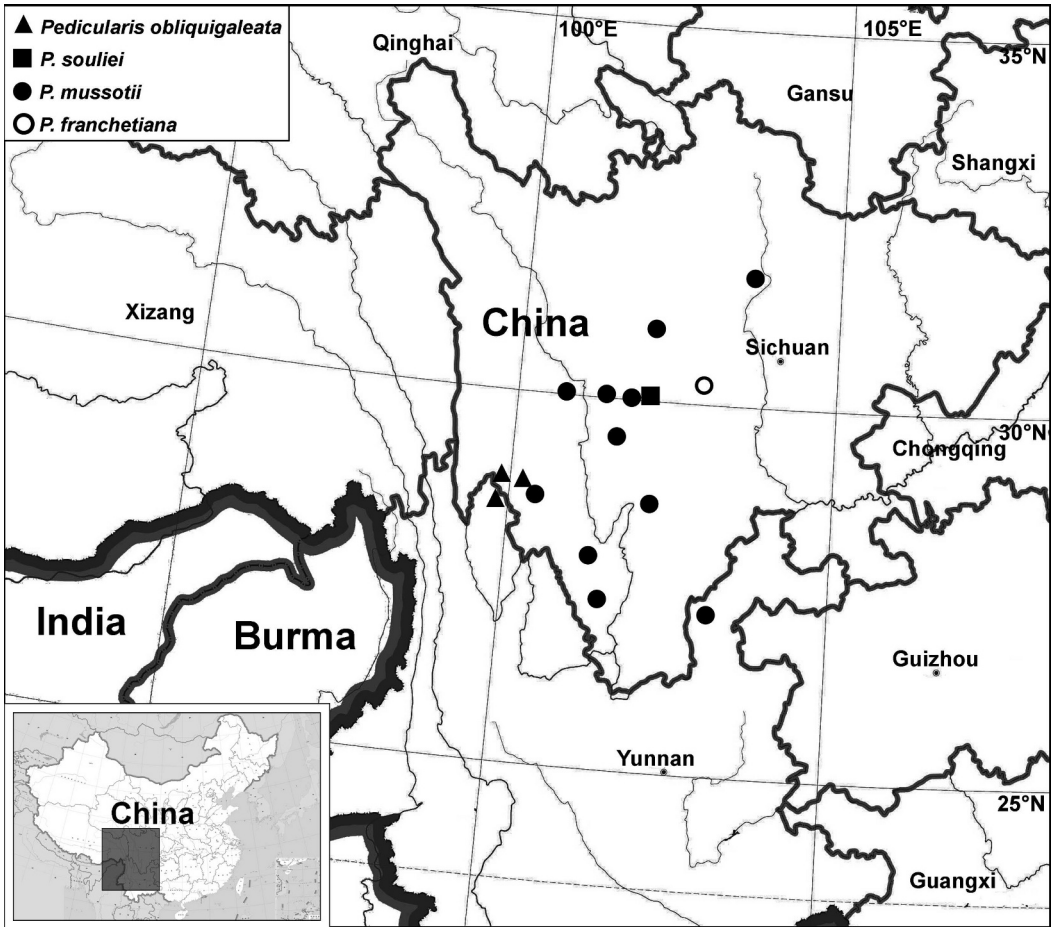 Pedicularis obliquigaleata
P. souliei
P. mussotii
P. franchetiana
100°E
105°E
Qinghai
35°N
Gansu
Shangxi
Xizang
China
Sichuan
30°N
Chongqing
India
Burma
Guizhou
Yunnan
China
25°N
Guangxi